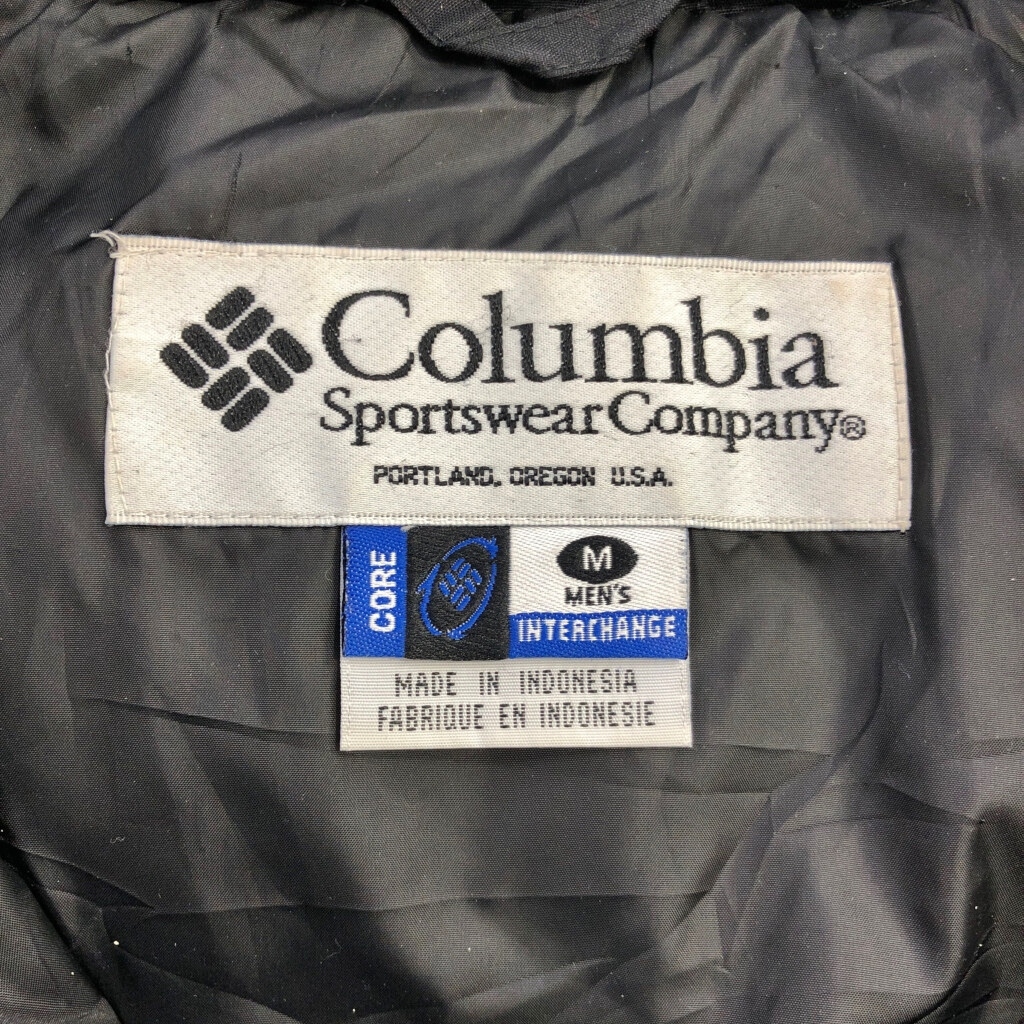 Columbia
Sportswear Company®
PORTLAND, OREGON U.S.A.
CORE
M
MEN'S
INTERCHANGE
MADE IN INDONESIA
FABRIQUE EN INDONESIE